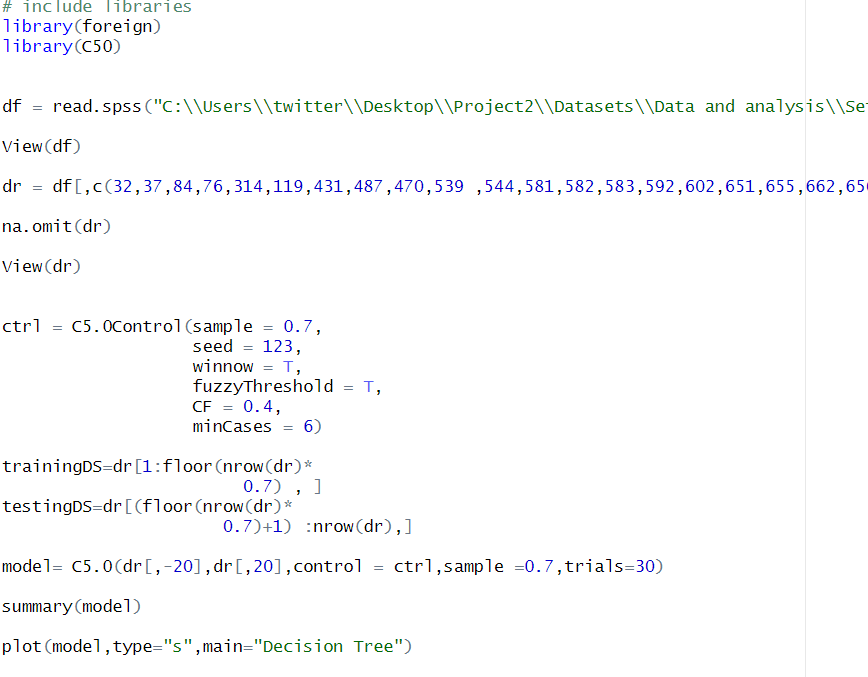 # include libraries
library(foreign)
library(C50)
df = read.spss("C:\\Users\\twitter\\Desktop\\Project2\\Datasets\\Data and analysis\\Se
View(df)
dr = df[,c(32,37,84,76,314,119,431,487,470,539 ,544,581,582,583,592,602,651,655,662,65
na.omit(dr)
View(dr)
ctrl = C5.0Control(sample = 0.7,
seed = 123,
winnow = T,
fuzzyThreshold = T,
CF = 0.4,
minCases = 6)
trainingDS=dr[1:floor(nrow(dr)*
0.7) , ]
testingDS=dr[(floor(nrow(dr)*
0.7)+1) :nrow(dr),]
model= C5.0(dr[,-20],dr[,20],control = ctrl,sample =0.7,trials=30)
summary(model)
plot(model,type="s",main="Decision Tree")